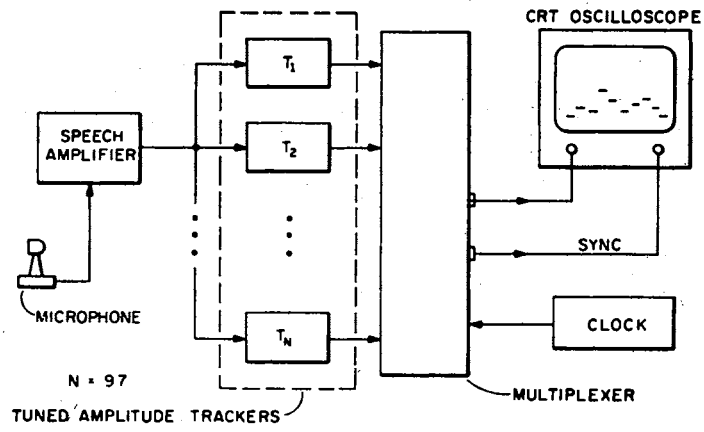 CRT OSCILLOSCOPE
SPEECH
AMPLIFIER
T1
T2
TN
SYNC
CLOCK
MICROPHONE
MULTIPLEXER
N = 97
TUNED AMPLITUDE TRACKERS